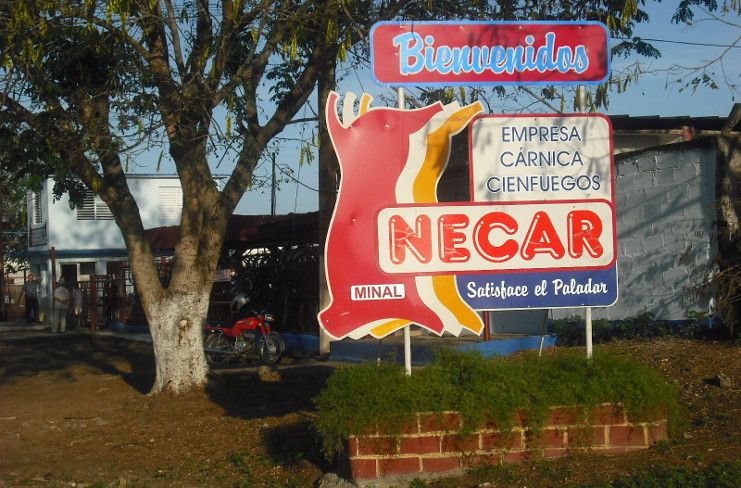 Bienvenidos
EMPRESA
CÁRNICA
CIENFUEGOS
NECAR
MINAL
Satisface el Paladar